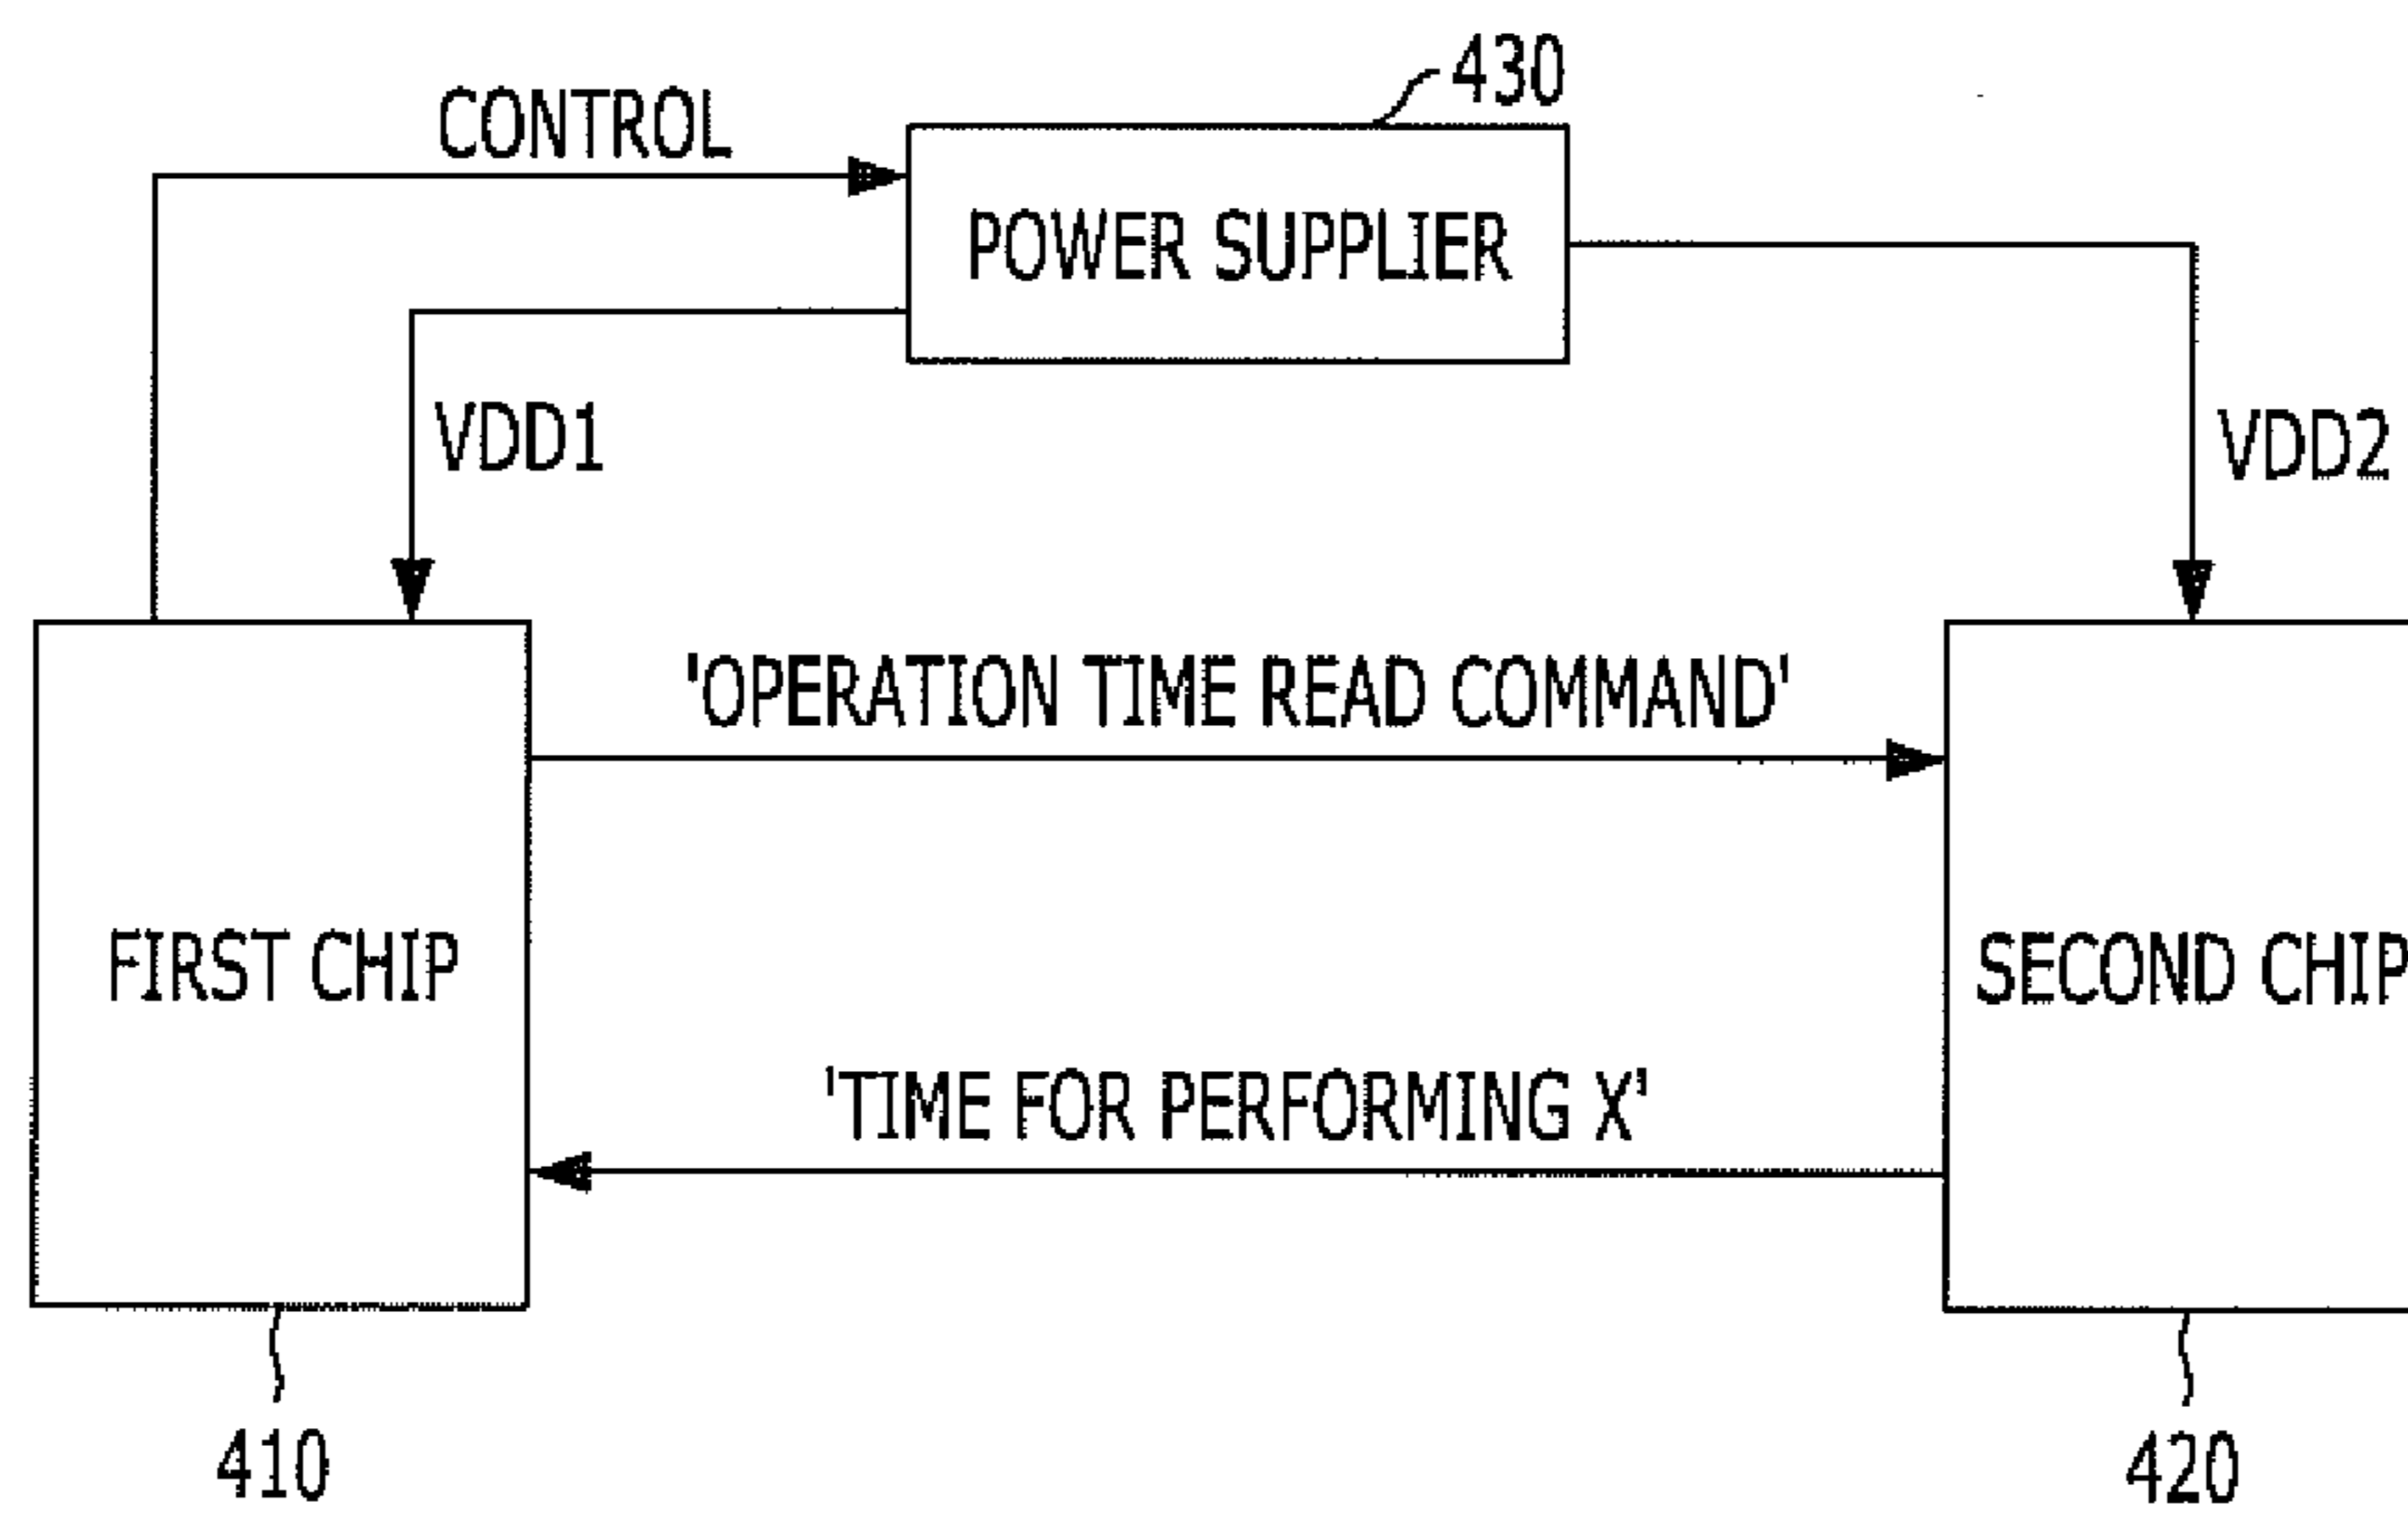 430
CONTROL
POWER SUPPLIER
VDD1
VDD2
'OPERATION TIME READ COMMAND'
FIRST CHIP
SECOND CHIP
'TIME FOR PERFORMING X'
410
420